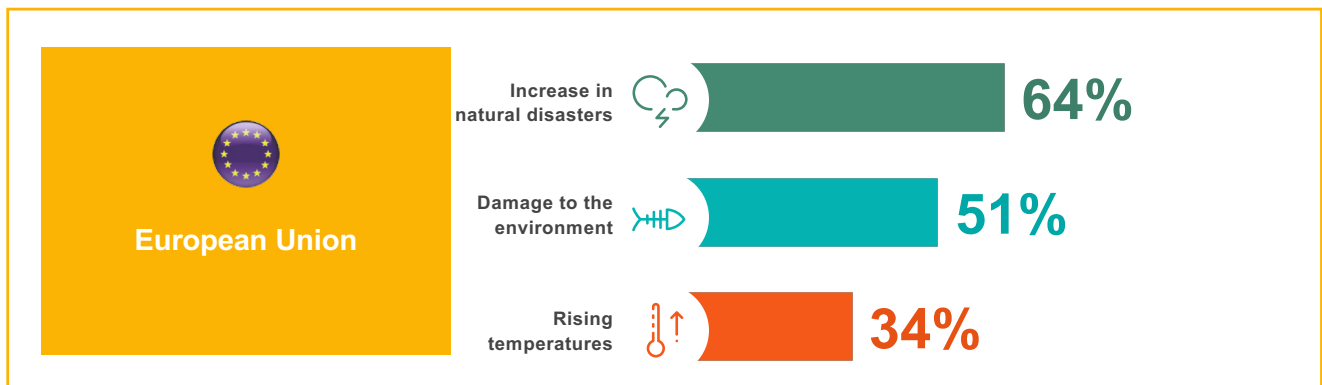 European Union
Increase in
natural disasters
64%
Damage to the
environment
51%
Rising
temperatures
34%